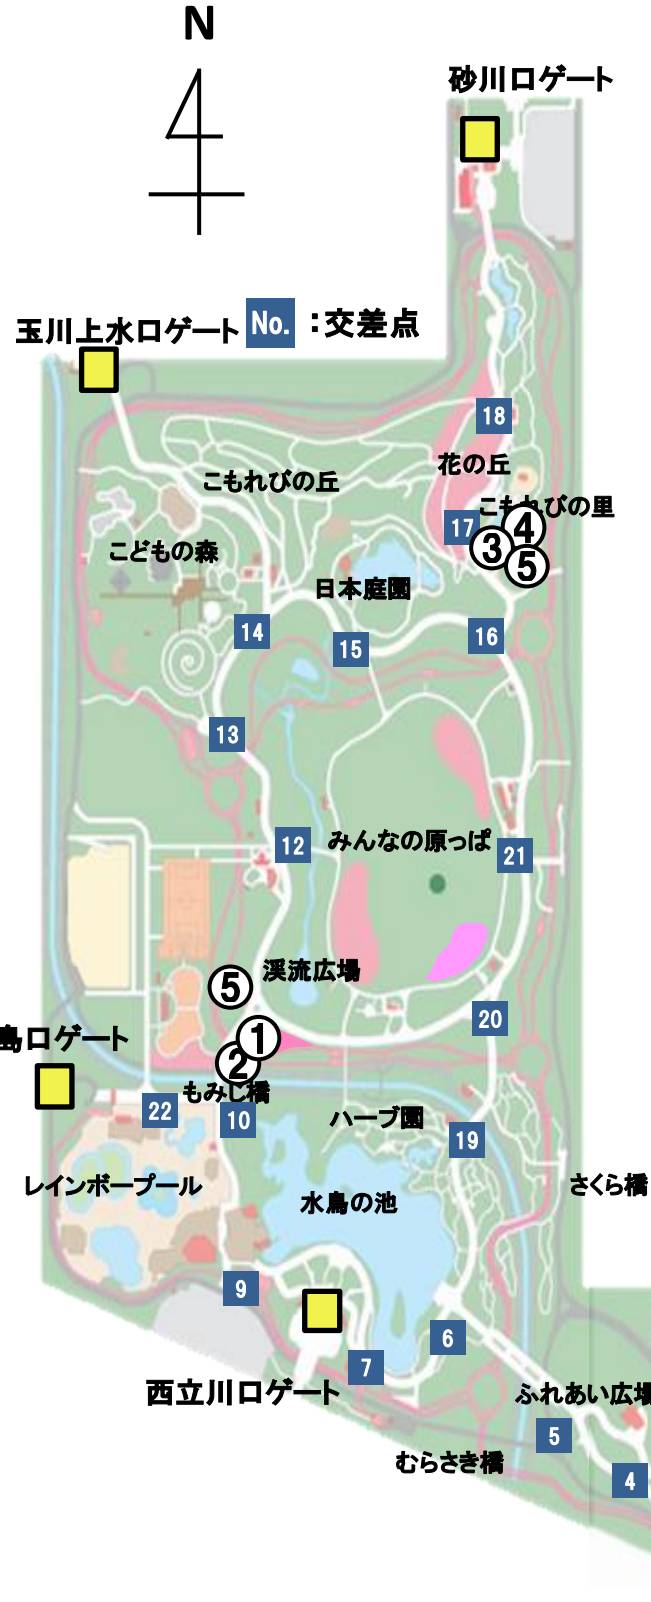 N
砂川口ゲート
玉川上水口ゲート
No. ：交差点
18
花の丘
こもれびの丘
こもれびの里
17
④
③
⑤
こどもの森
日本庭園
14
15
16
13
12
みんなの原っぱ
21
⑤
渓流広場
20
①
②
島口ゲート
もみじ橋
22
10
ハーブ園
19
レインボープール
水鳥の池
さくら橋
9
6
7
西立川口ゲート
ふれあい広場
5
むらさき橋
4